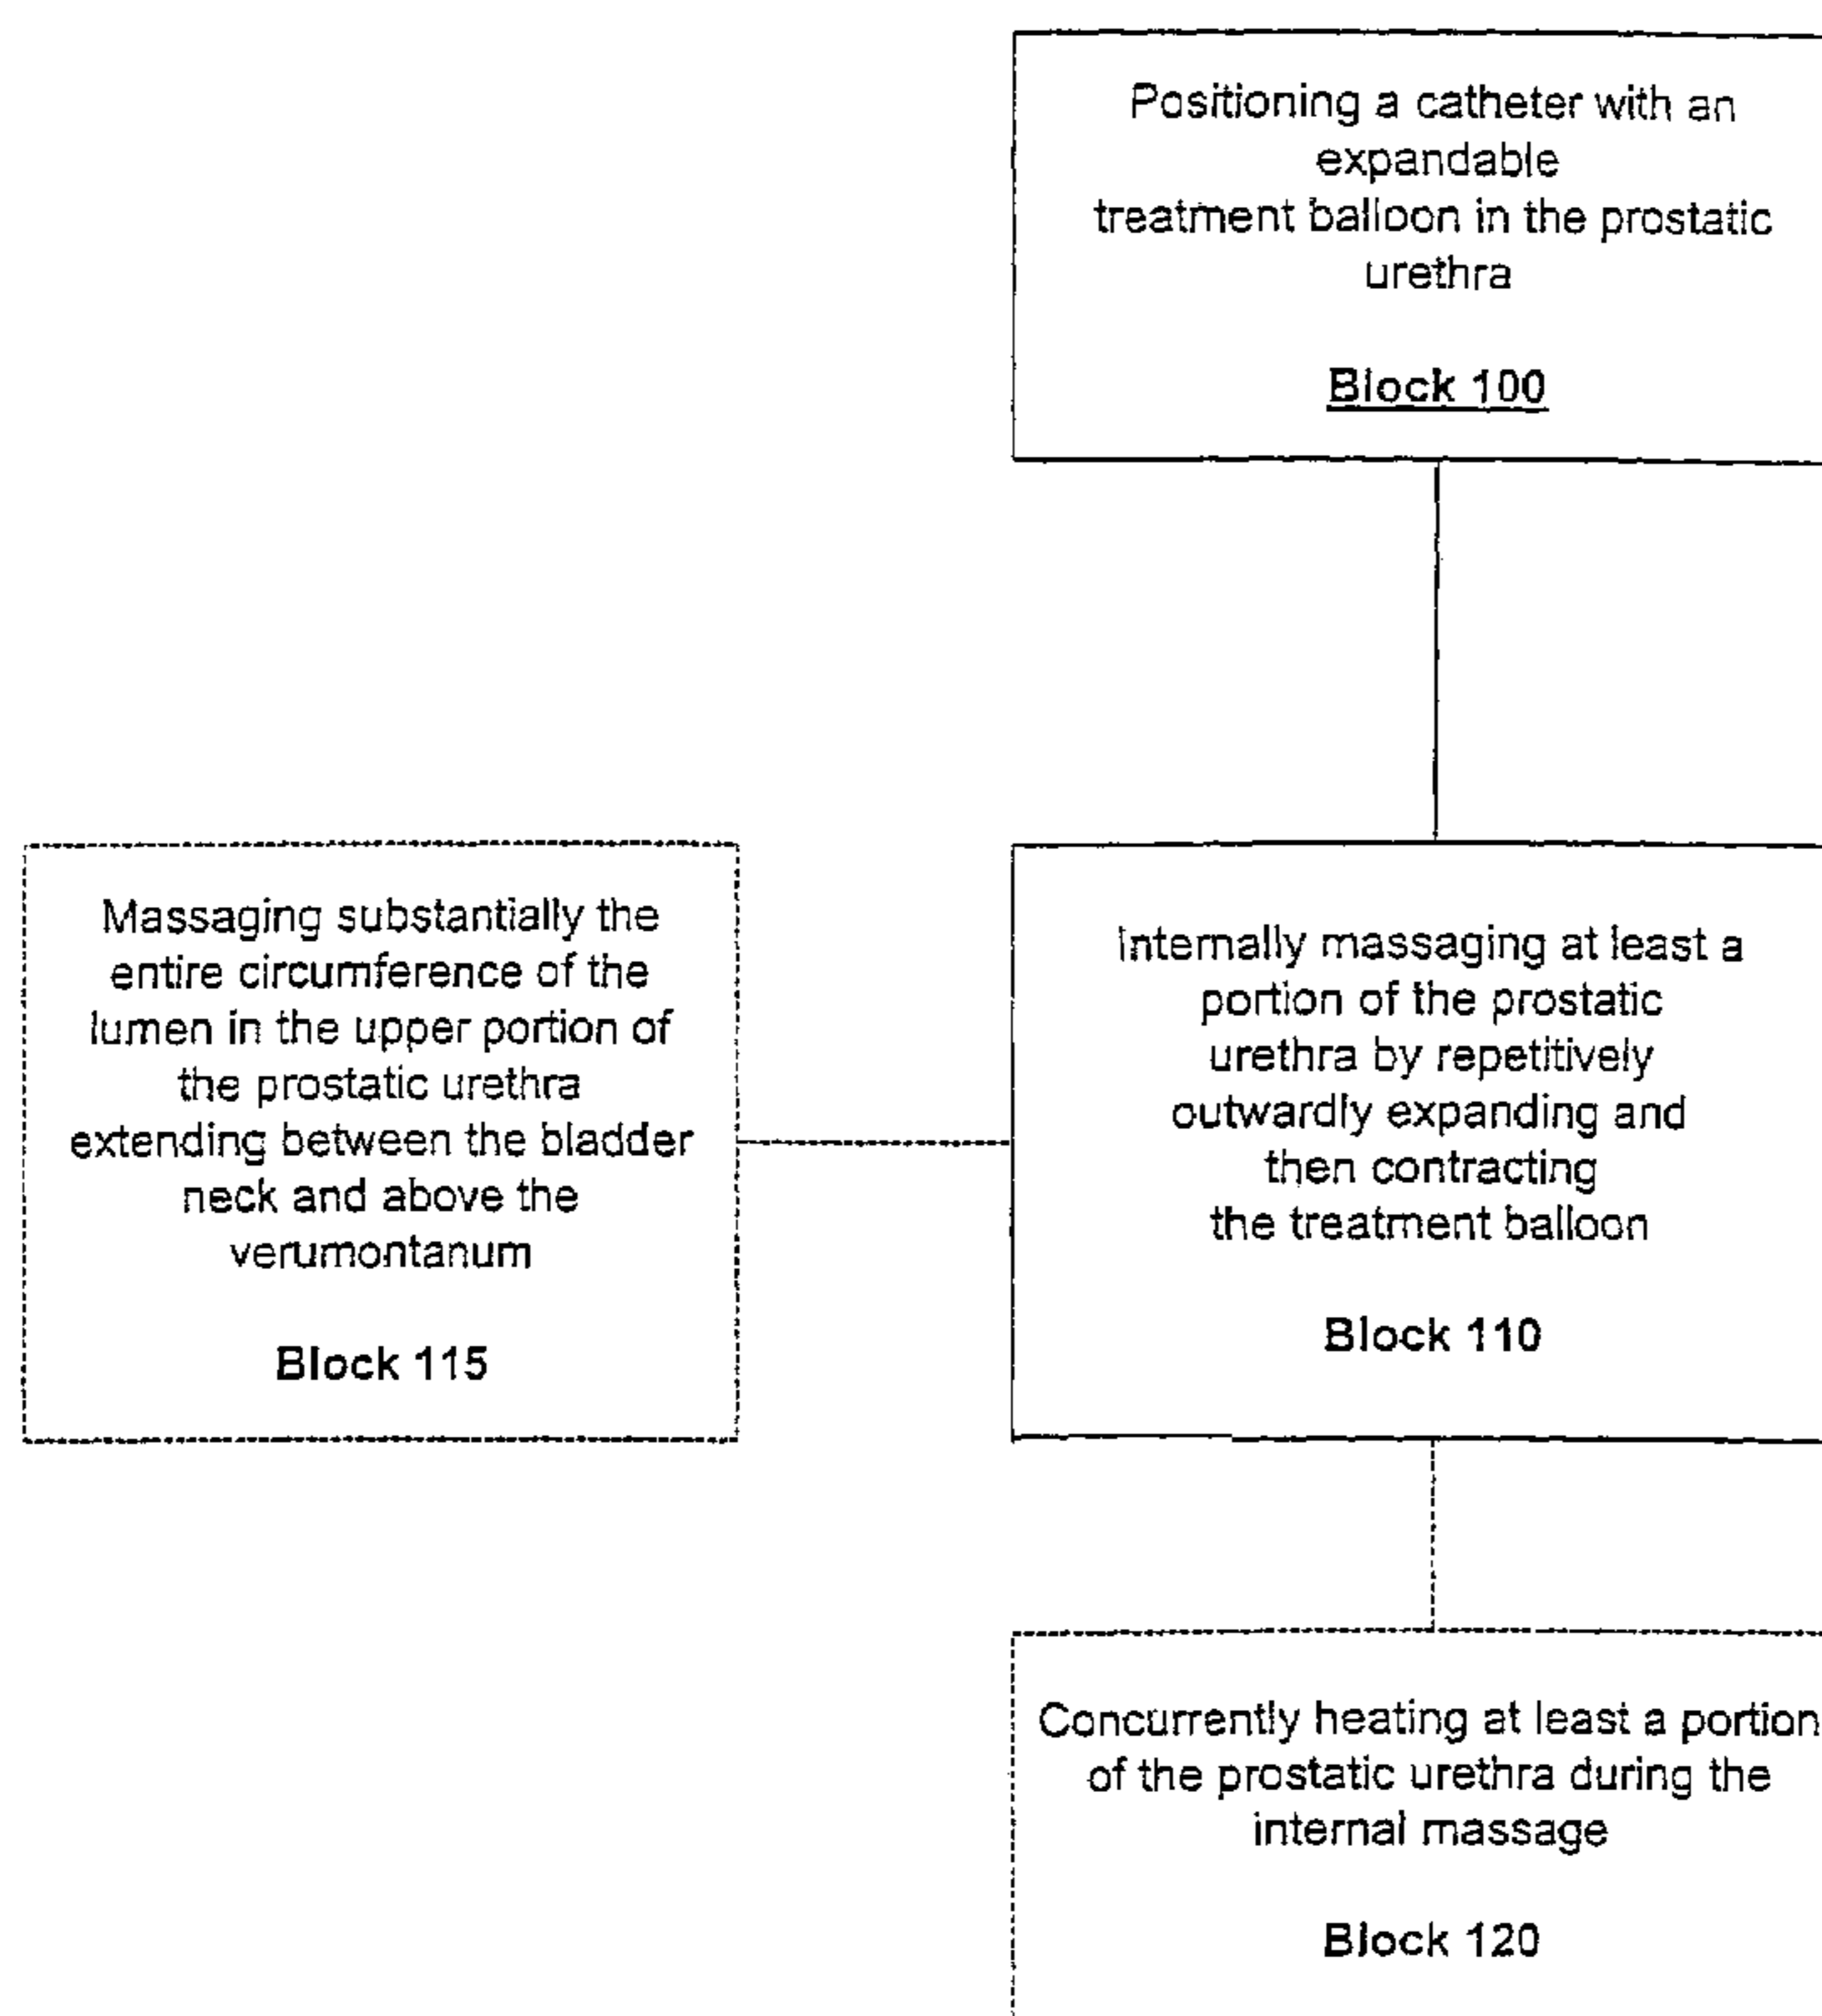 Positioning a catheter with an
expandable
treatment balloon in the prostatic
urethra
Block 100
Massaging substantially the
entire circumference of the
lumen in the upper portion of
the prostatic urethra
extending between the bladder
neck and above the
verumontanum
Block 115
Internally massaging at least a
portion of the prostatic
urethra by repetitively
outwardly expanding and
then contracting
the treatment balloon
Block 110
Concurrently heating at least a portion
of the prostatic urethra during the
internal massage
Block 120